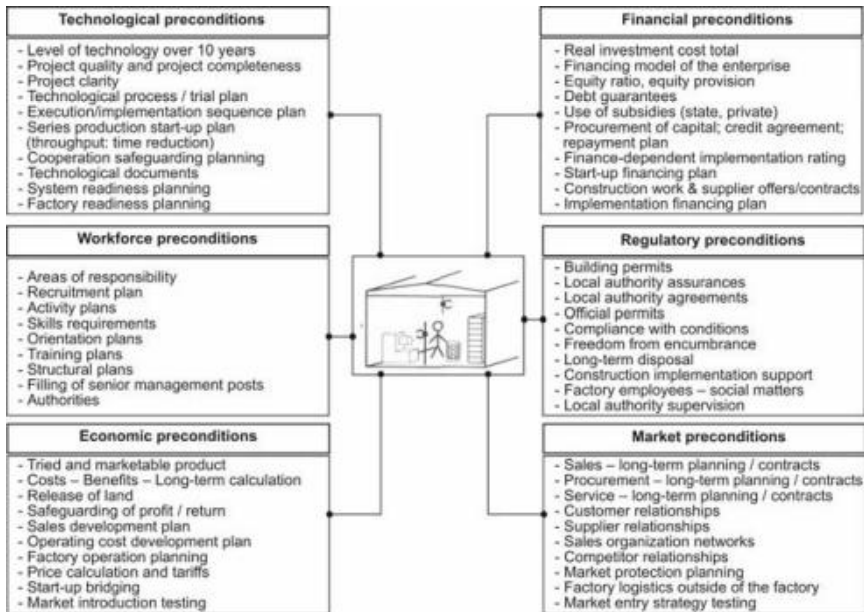 Technological preconditions
- Level of technology over 10 years
- Project quality and project completeness
- Project clarity
- Technological process / trial plan
- Execution/implementation sequence plan
- Series production start-up plan
(throughput: time reduction)
- Cooperation safeguarding planning
- Technological documents
- System readiness planning
- Factory readiness planning
Financial preconditions
- Real investment cost total
- Financing model of the enterprise
- Equity ratio, equity provision
- Debt guarantees
- Use of subsidies (state, private)
- Procurement of capital; credit agreement;
repayment plan
- Finance-dependent implementation rating
- Start-up financing plan
- Construction work & supplier offers/contracts
- Implementation financing plan
Workforce preconditions
- Areas of responsibility
- Recruitment plan
- Activity plans
- Skills requirements
- Orientation plans
- Training plans
- Structural plans
- Filling of senior management posts
- Authorities
Regulatory preconditions
- Building permits
- Local authority assurances
- Local authority agreements
- Official permits
- Compliance with conditions
- Freedom from encumbrance
- Long-term disposal
- Construction implementation support
- Factory employees – social matters
- Local authority supervision
Economic preconditions
- Tried and marketable product
- Costs – Benefits – Long-term calculation
- Release of land
- Safeguarding of profit / return
- Sales development plan
- Operating cost development plan
- Factory operation planning
- Price calculation and tariffs
- Start-up bridging
- Market introduction testing
Market preconditions
- Sales – long-term planning / contracts
- Procurement – long-term planning / contracts
- Service – long-term planning / contracts
- Customer relationships
- Supplier relationships
- Sales organization networks
- Competitor relationships
- Market protection planning
- Factory logistics outside of the factory
- Market entry strategy testing